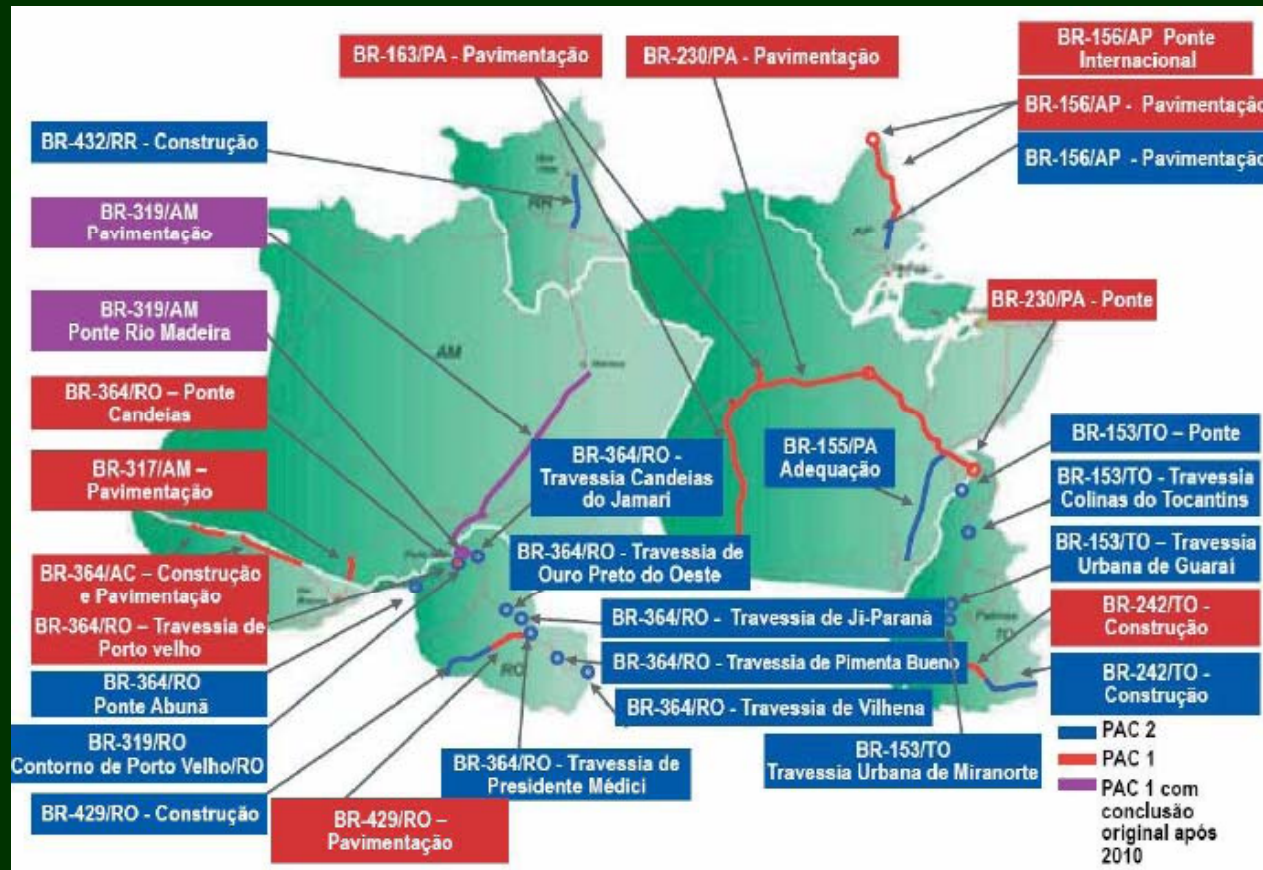 BR-163/PA - Pavimentação
BR-230/PA - Pavimentação
BR-156/AP Ponte
Internacional
BR-156/AP - Pavimentação
BR-156/AP - Pavimentação
BR-432/RR - Construção
BR-319/AM
Pavimentação
BR-319/AM
Ponte Rio Madeira
BR-230/PA - Ponte
AM
RR
AP
BR-364/RO – Ponte
Candeias
BR-317/AM –
Pavimentação
BR-364/RO -
Travessia Candeias
do Jamari
BR-155/PA
Adequação
BR-153/TO – Ponte
BR-153/TO - Travessia
Colinas do Tocantins
BR-364/AC – Construção
e Pavimentação
BR-364/RO - Travessia de
Ouro Preto do Oeste
BR-153/TO – Travessia
Urbana de Guaraí
BR-364/RO – Travessia de
Porto velho
BR-364/RO - Travessia de Ji-Paraná
Palmas
TO
BR-242/TO -
Construção
BR-364/RO
Ponte Abunã
RO
BR-364/RO - Travessia de Pimenta Bueno
BR-242/TO -
Construção
BR-364/RO - Travessia de Vilhena
BR-319/RO
Contorno de Porto Velho/RO
BR-364/RO - Travessia de
Presidente Médici
BR-153/TO
Travessia Urbana de Miranorte
BR-429/RO - Construção
BR-429/RO –
Pavimentação
PAC 2
PAC 1
PAC 1 com
conclusão
original após
2010